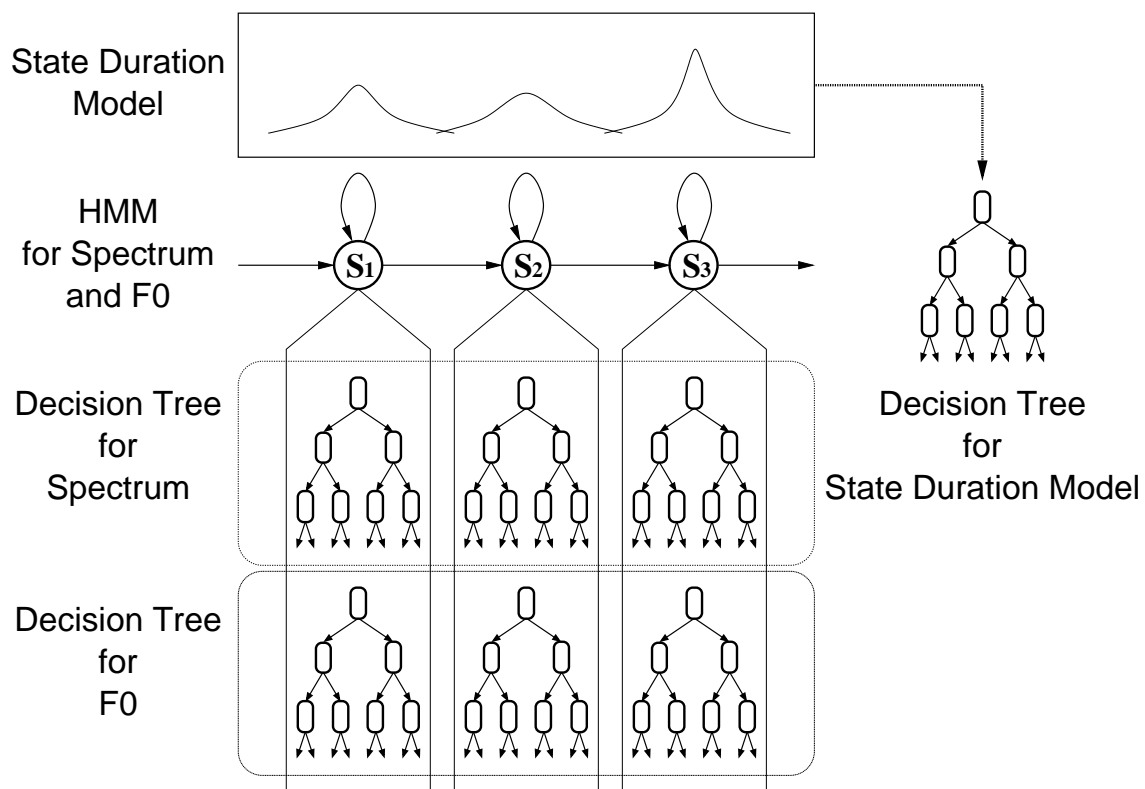 State Duration
Model
HMM
for Spectrum
and F0
S1
S2
S3
Decision Tree
for
Spectrum
Decision Tree
for
State Duration Model
Decision Tree
for
F0